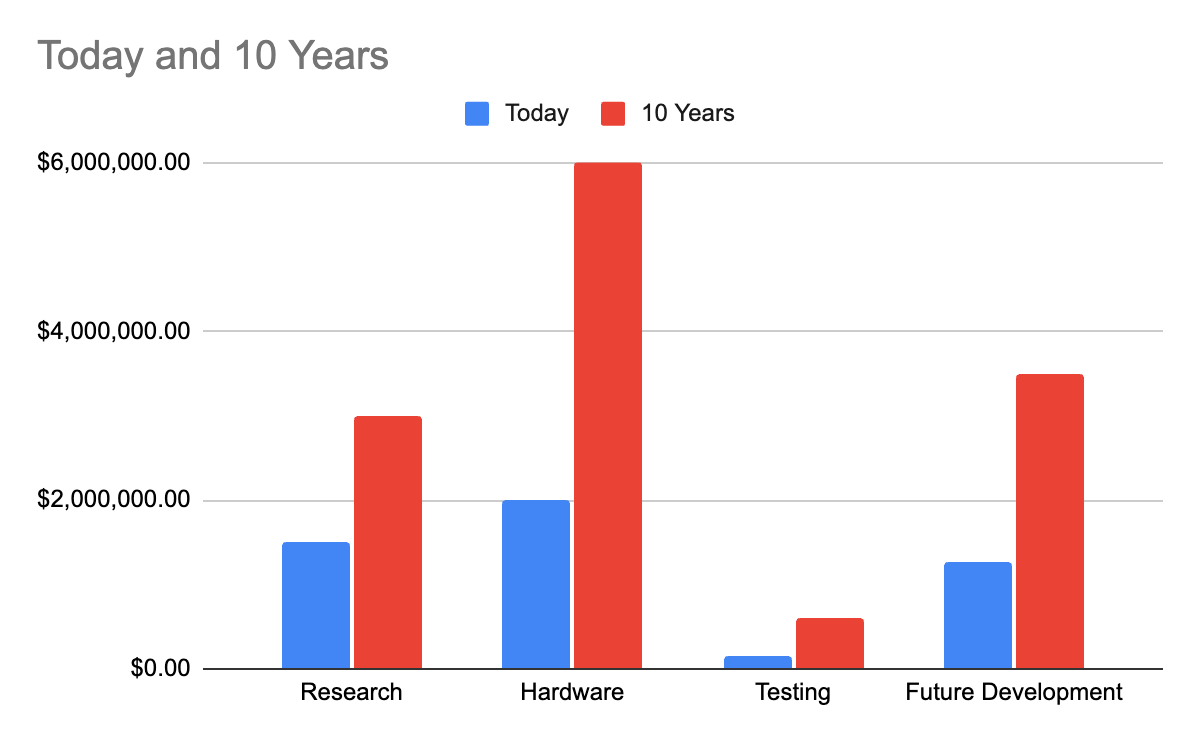 Today and 10 Years
Today 10 Years
$6,000,000.00
$4,000,000.00
$2,000,000.00
$0.00
Research Hardware Testing Future Development